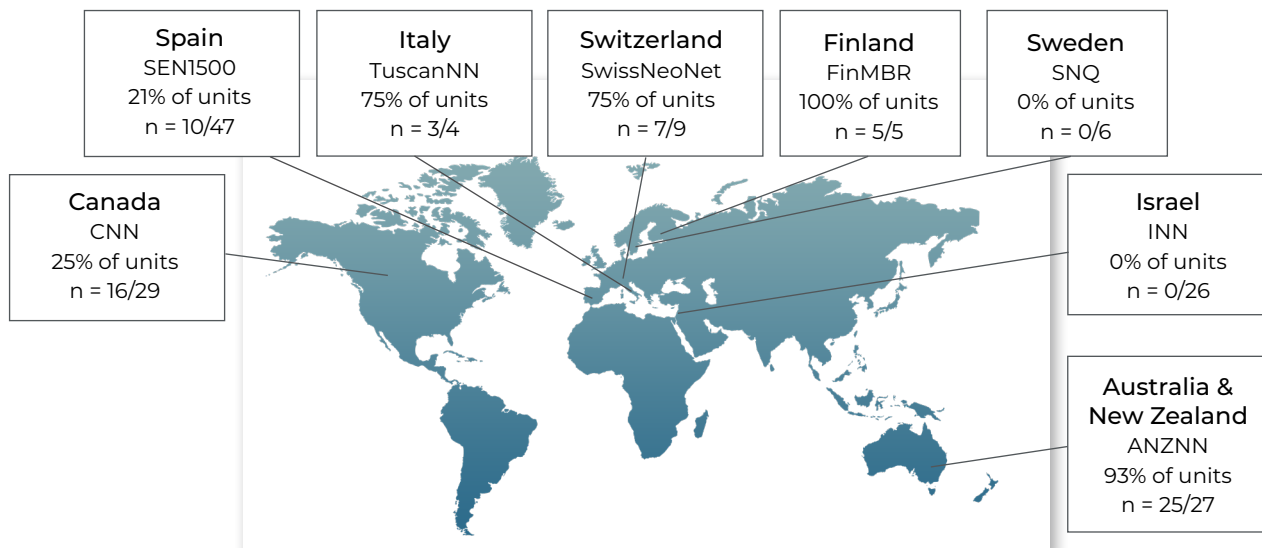 Spain
SEN1500
21% of units
n = 10/47
Italy
TuscanNN
75% of units
n = 3/4
Switzerland
SwissNeoNet
75% of units
n = 7/9
Finland
FinMBR
100% of units
n = 5/5
Sweden
SNQ
0% of units
n = 0/6
Canada
CNN
25% of units
n = 16/29
Israel
INN
0% of units
n = 0/26
Australia &
New Zealand
ANZNN
93% of units
n = 25/27